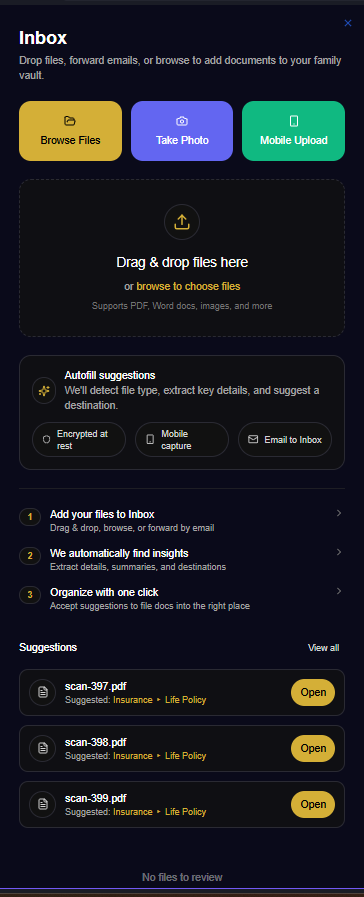 Inbox
Drop files, forward emails, or browse to add documents to your family
vault.
Browse Files
Take Photo
Mobile Upload
Drag & drop files here
or browse to choose files
Supports PDF, Word docs, images, and more
Autofill suggestions
We'll detect file type, extract key details, and suggest a
destination.
Encrypted at
rest
Mobile
capture
Email to Inbox
1
Add your files to Inbox
Drag & drop, browse, or forward by email
2
We automatically find insights
Extract details, summaries, and destinations
3
Organize with one click
Accept suggestions to file docs into the right place
Suggestions
View all
scan-397.pdf
Suggested: Insurance ‣ Life Policy
Open
scan-398.pdf
Suggested: Insurance ‣ Life Policy
Open
scan-399.pdf
Suggested: Insurance ‣ Life Policy
Open
No files to review